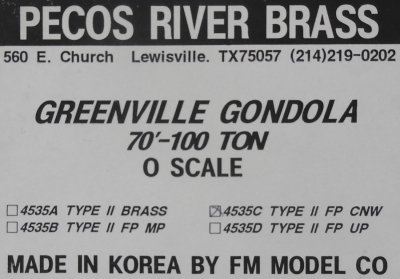 PECOS RIVER BRASS
560 E. Church Lewisville. TX75057 (214)219-0202
GREENVILLE GONDOLA
70'-100 TON
O SCALE
4535A TYPE II BRASS 4535C TYPE II FP CNW
4535B TYPE II FP MP 4535D TYPE II FP UP
MADE IN KOREA BY FM MODEL CO